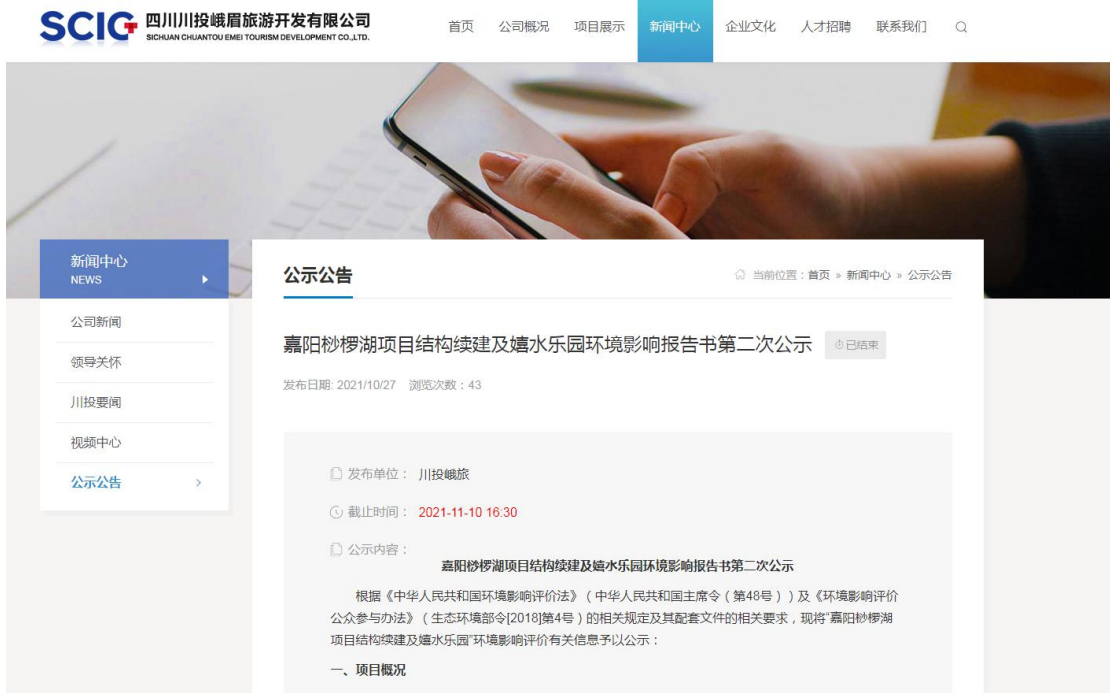 SCIG 四川川投峨眉旅游开发有限公司
SICHUAN CHUANTOU EMEI TOURISM DEVELOPMENT CO.,LTD.
首页 公司概况 项目展示 新闻中心 企业文化 人才招聘 联系我们
新闻中心
NEWS
公司新闻
领导关怀
川投要闻
视频中心
公示公告
公示公告
当前位置：首页 » 新闻中心 » 公示公告
嘉阳桫椤湖项目结构续建及嬉水乐园环境影响报告书第二次公示 已结束
发布日期: 2021/10/27 浏览次数：43
发布单位： 川投峨旅
截止时间： 2021-11-10 16:30
公示内容：
嘉阳桫椤湖项目结构续建及嬉水乐园环境影响报告书第二次公示
根据《中华人民共和国环境影响评价法》（中华人民共和国主席令（第48号））及《环境影响评价
公众参与办法》（生态环境部令[2018]第4号）的相关规定及其配套文件的相关要求，现将“嘉阳桫椤湖
项目结构续建及嬉水乐园”环境影响评价有关信息予以公示：
一、项目概况